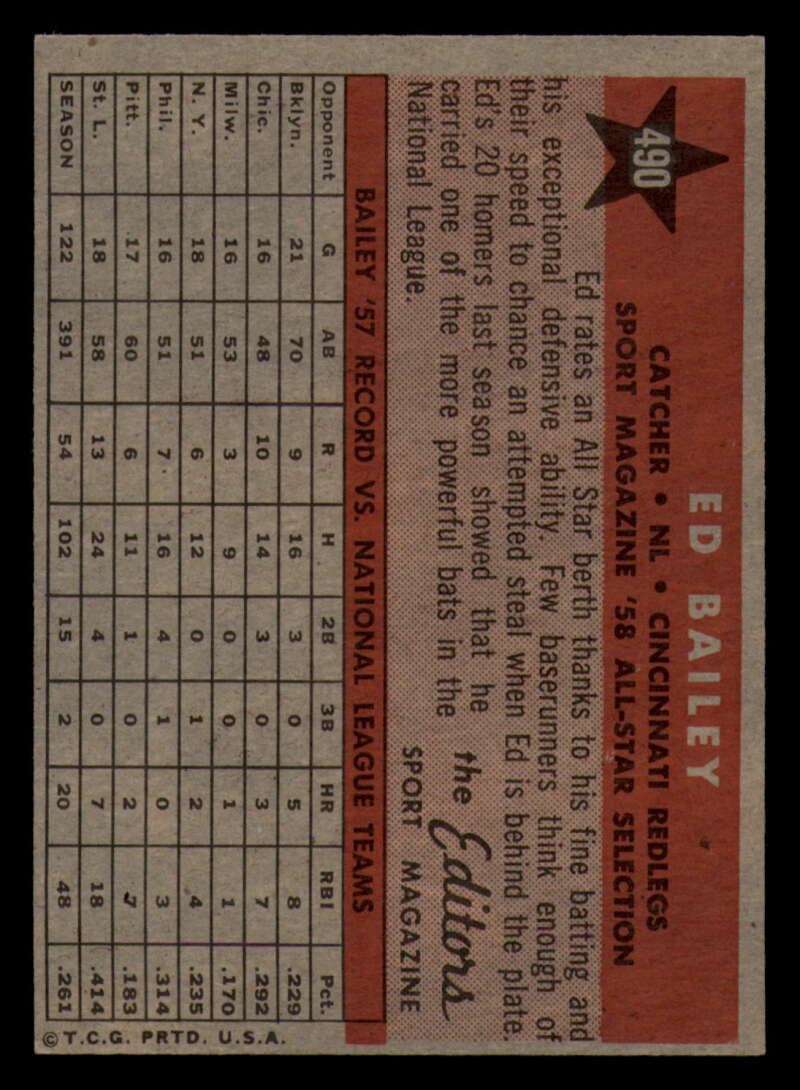 490
ED BAILEY
CATCHER • NL • CINCINNATI REDLEGS
SPORT MAGAZINE '58 ALL-STAR SELECTION
Ed rates an All Star berth thanks to his fine batting and
his exceptional defensive ability. Few baserunners think enough of
their speed to chance an attempted steal when Ed is behind the plate.
Ed's 20 homers last season showed that he
carried one of the more powerful bats in the
National League.
the Editors
SPORT MAGAZINE
BAILEY '57 RECORD VS. NATIONAL LEAGUE TEAMS
Opponent G AB R H 2B 3B HR RBI Pct.
Bklyn. 21 70 9 16 3 0 5 8 .229
Chic. 16 48 10 14 3 0 3 7 .292
Milw. 16 53 3 9 0 0 1 1 .170
N. Y. 18 51 6 12 0 1 2 4 .235
Phil. 16 51 7 16 4 1 0 3 .314
Pitt. 17 60 6 11 1 0 2 7 .183
St. L. 18 58 13 24 4 0 7 18 .414
SEASON 122 391 54 102 15 2 20 48 .261
© T.C.G. PRTD. U.S.A.